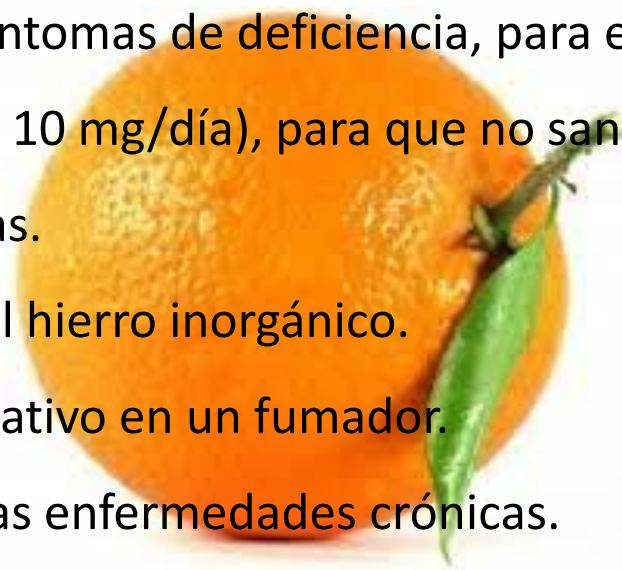 ntomas de deficiencia, para e
10 mg/día), para que no san
as.
l hierro inorgánico.
ativo en un fumador.
as enfermedades crónicas.